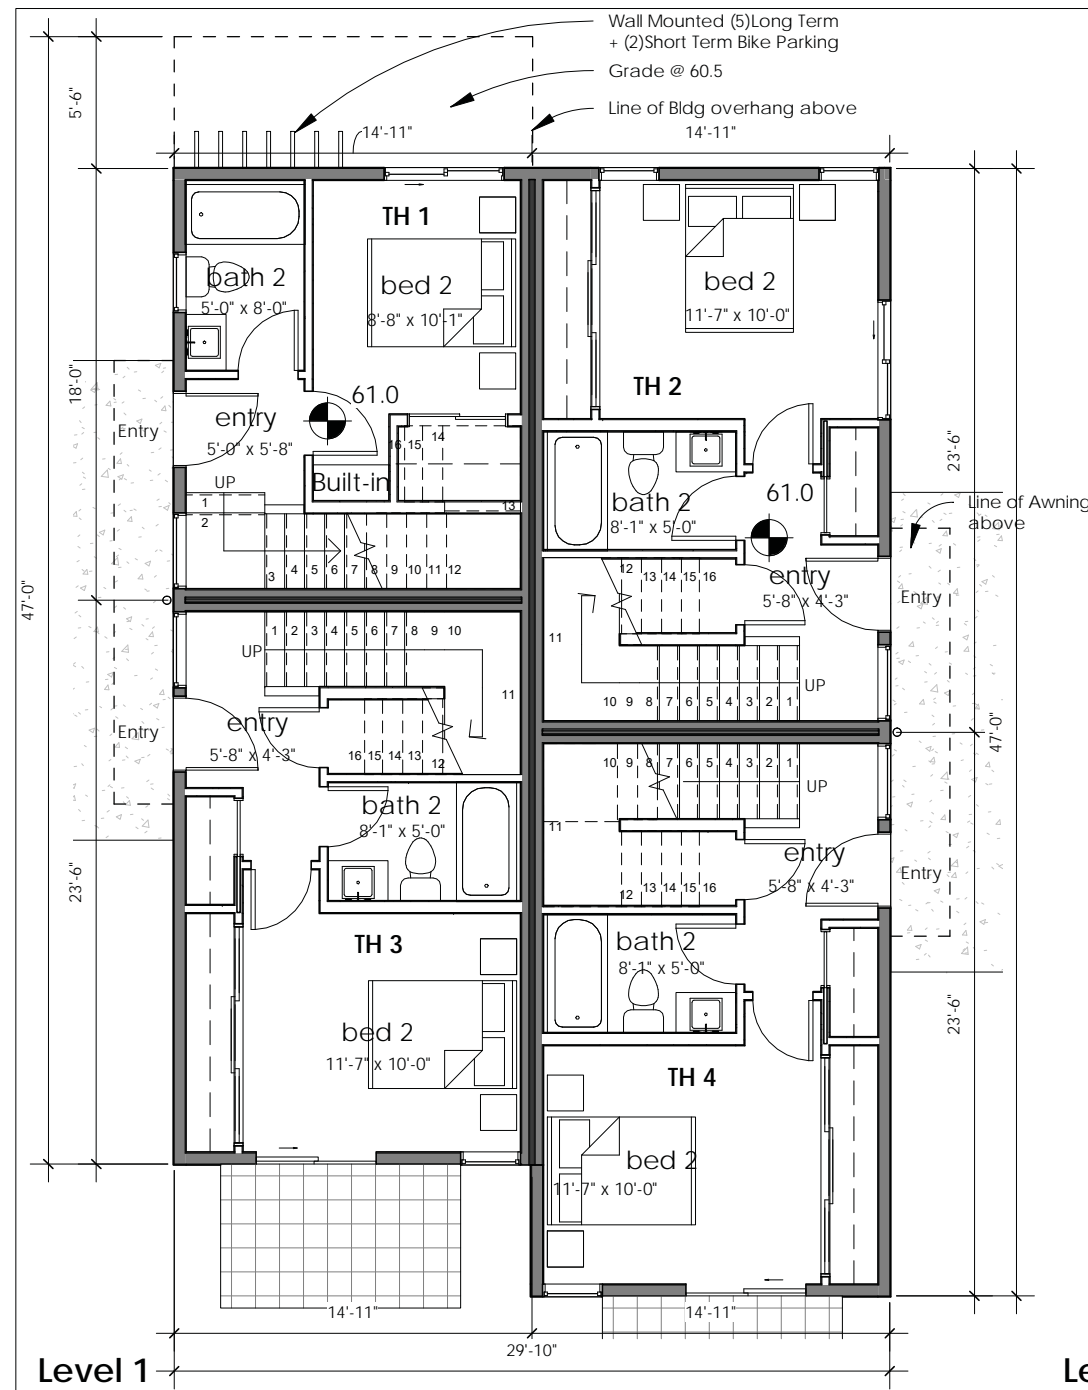 Wall Mounted (5)Long Term
+ (2)Short Term Bike Parking
Grade @ 60.5
Line of Bldg overhang above
5'-6"
14'-11"
14'-11"
TH 1
bath 2
5'-0" x 8'-0"
bed 2
8'-8" x 10'-1"
bed 2
11'-7" x 10'-0"
TH 2
18'-0"
47'-0"
61.0
Entry
entry
5'-0" x 5'-8"
16 15 14
UP
Built-in
1
2
13
3 4 5 6 7 8 9 10 11 12
23'-6"
bath 2
8'-1" x 5'-0"
61.0
Line of Awning
above
12 13 14 15 16
entry
5'-8" x 4'-3"
Entry
11
UP
10 9 8 7 6 5 4 3 2 1
1 2 3 4 5 6 7 8 9 10
UP
11
Entry
entry
5'-8" x 4'-3"
16 15 14 13 12
47'-0"
10 9 8 7 6 5 4 3 2 1
UP
11
bath 2
8'-1" x 5'-0"
entry
5'-8" x 4'-3"
Entry
12 13 14 15 16
23'-6"
TH 3
bath 2
8'-1" x 5'-0"
23'-6"
bed 2
11'-7" x 10'-0"
TH 4
bed 2
11'-7" x 10'-0"
14'-11"
14'-11"
29'-10"
Level 1
Le